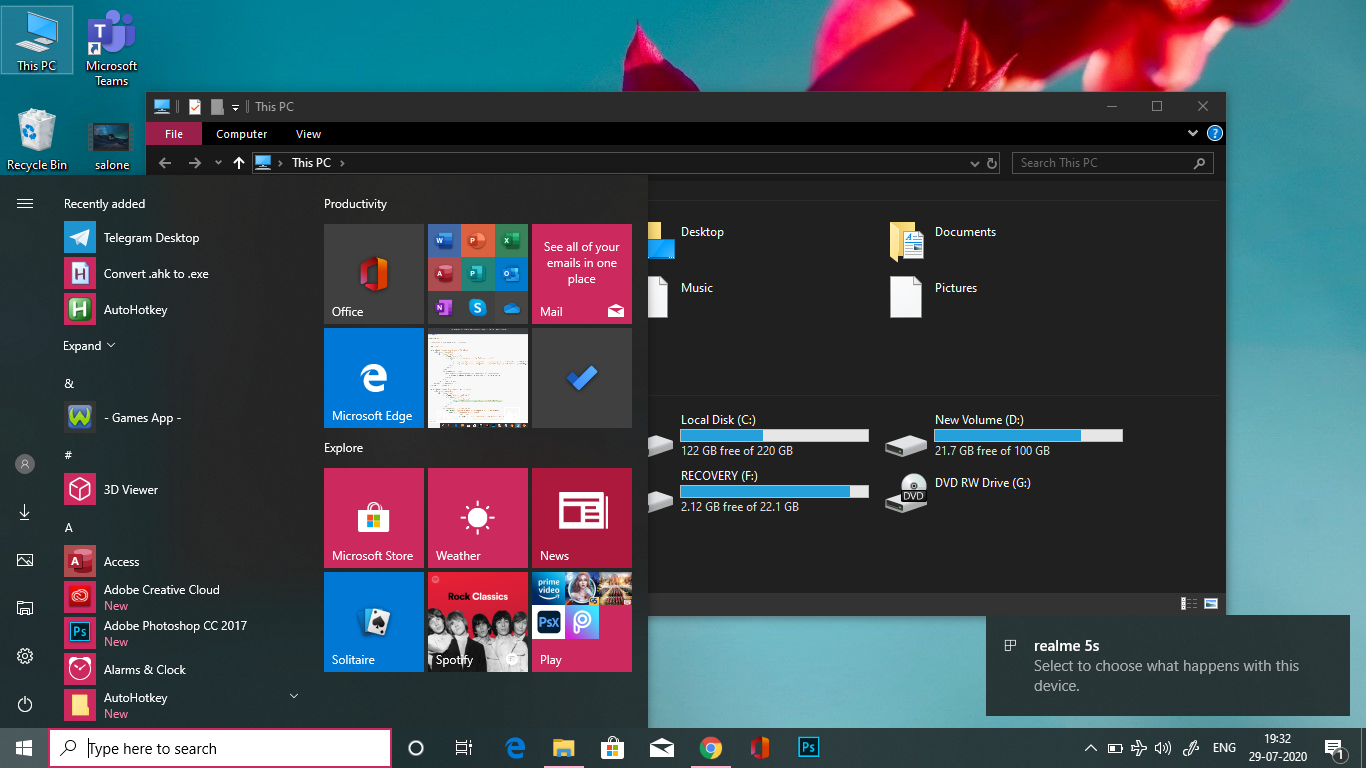 This PC
Microsoft
Teams
Recycle Bin
salone
This PC
File
Computer
View
This PC
Search This PC
Desktop
Documents
Music
Pictures
Local Disk (C:)
122 GB free of 220 GB
New Volume (D:)
21.7 GB free of 100 GB
RECOVERY (F:)
2.12 GB free of 22.1 GB
DVD RW Drive (G:)
DVD
Recently added
Telegram Desktop
Convert .ahk to .exe
AutoHotkey
Expand
&
- Games App -
#
3D Viewer
A
Access
Adobe Creative Cloud
New
Adobe Photoshop CC 2017
New
Alarms & Clock
AutoHotkey
New
Productivity
Office
See all of your
emails in one
place
Mail
Microsoft Edge
Explore
Microsoft Store
Weather
News
Solitaire
Rock Classics
Spotify
prime
video
PsX
Play
realme 5s
Select to choose what happens with this
device.
Type here to search
Ps
ENG
19:32
29-07-2020
1